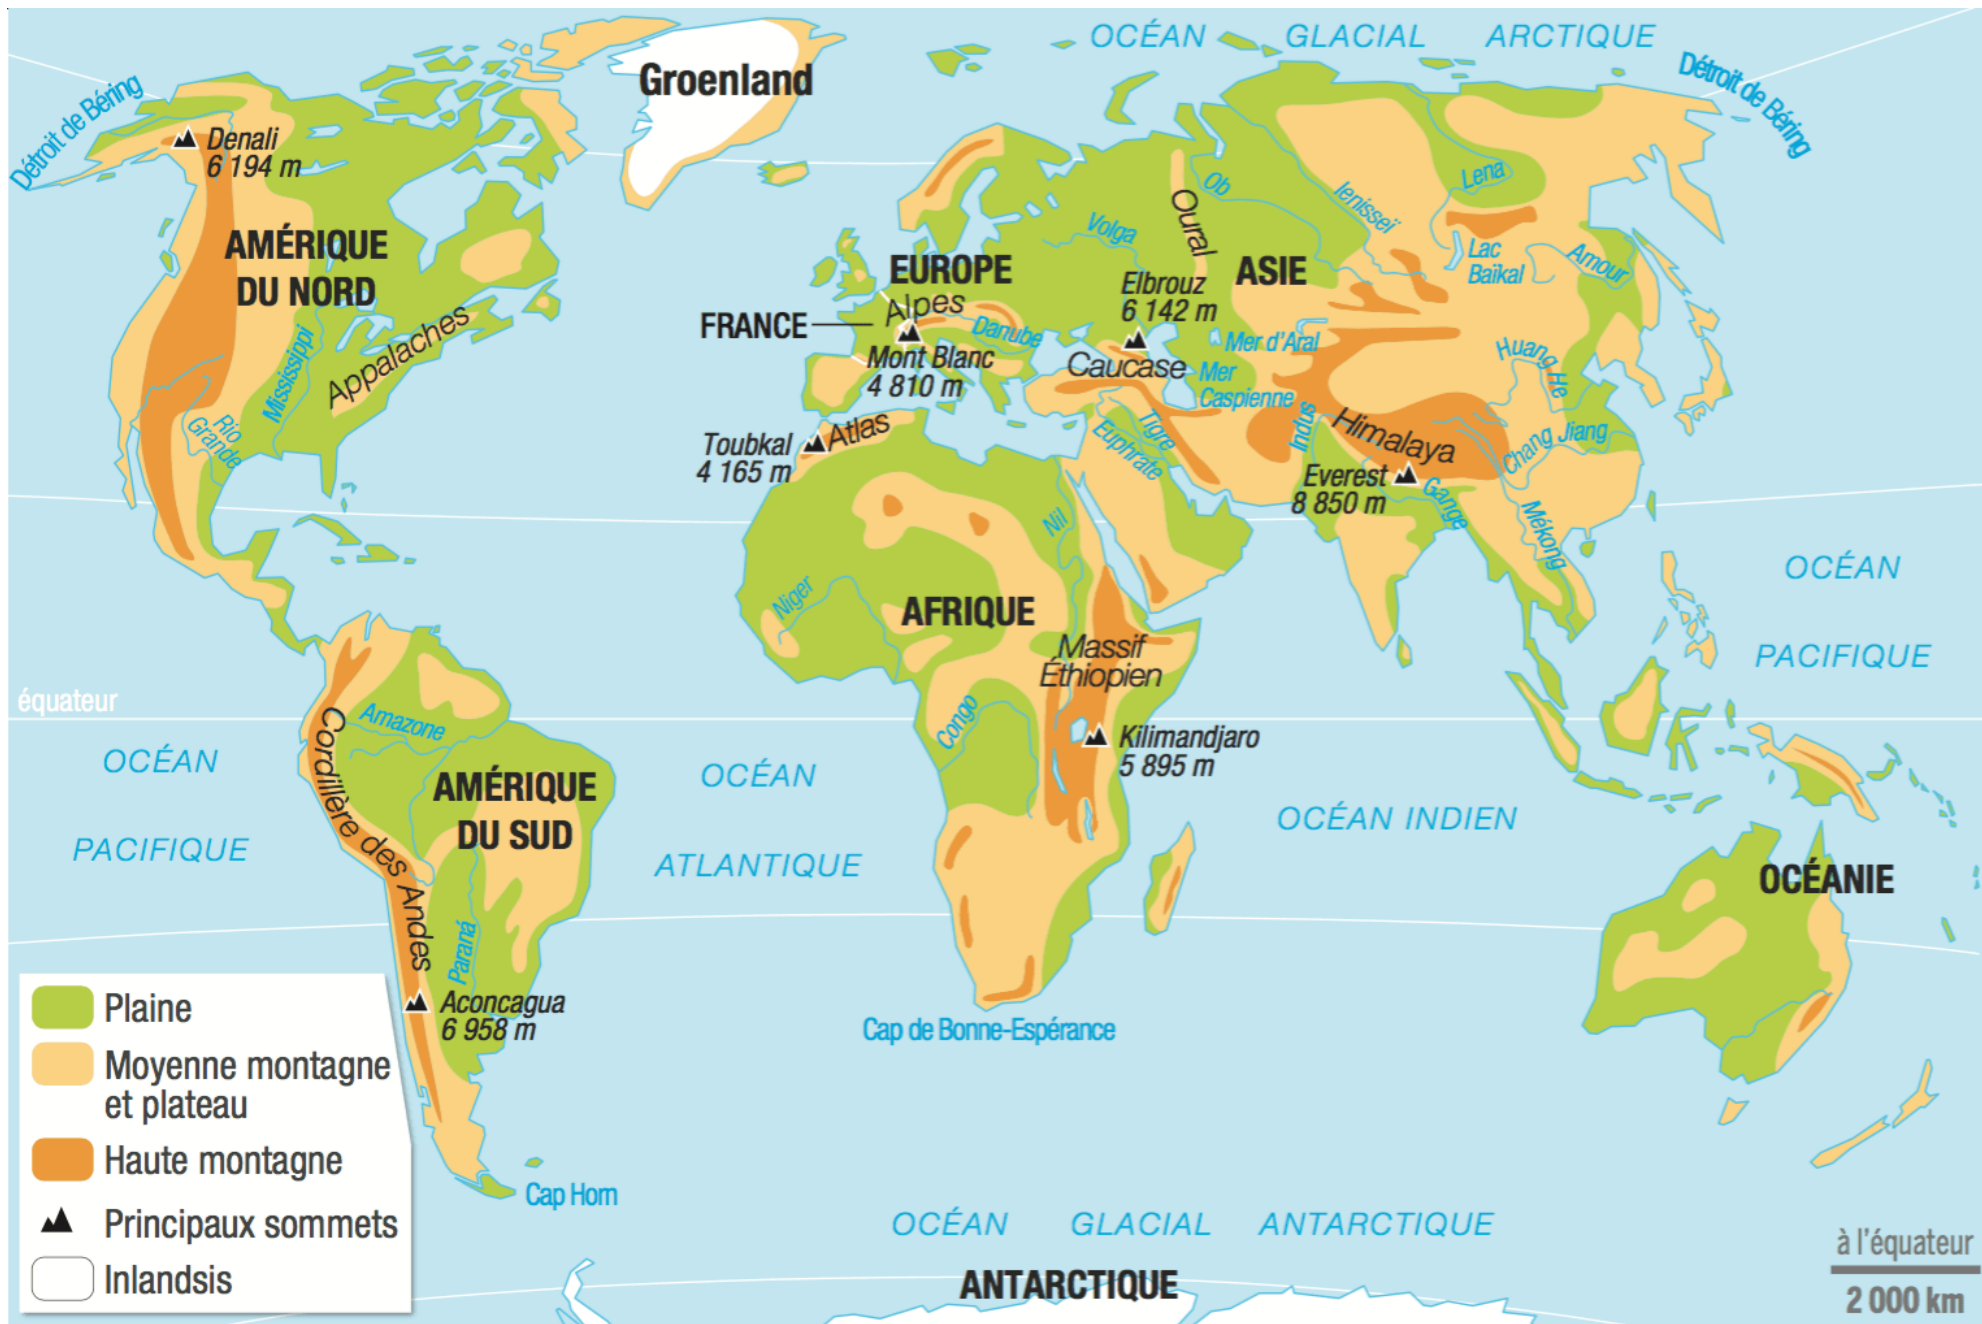 OCÉAN GLACIAL ARCTIQUE
Détroit de Béring
Détroit de Béring
Groenland
Denali
6 194 m
AMÉRIQUE
DU NORD
Mississippi
Appalaches
Rio
Grande
Ob
Ienisseï
Lena
Oural
Volga
Lac
Baïkal
Amour
EUROPE
ASIE
Alpes
FRANCE
Danube
Mont Blanc
4 810 m
Elbrouz
6 142 m
Caucase
Mer d'Aral
Mer
Caspienne
Huang He
Toubkal
4 165 m
Atlas
Tigre
Euphrate
Indus
Himalaya
Chang Jiang
Everest
8 850 m
Gange
Mékong
Nil
Niger
AFRIQUE
Massif
Éthiopien
Congo
Kilimandjaro
5 895 m
OCÉAN
PACIFIQUE
équateur
OCÉAN
PACIFIQUE
Amazone
Cordillère des Andes
AMÉRIQUE
DU SUD
Paraná
OCÉAN
ATLANTIQUE
OCÉAN INDIEN
OCÉANIE
Aconcagua
6 958 m
Cap de Bonne-Espérance
Cap Horn
OCÉAN GLACIAL ANTARCTIQUE
ANTARCTIQUE
Plaine
Moyenne montagne
et plateau
Haute montagne
Principaux sommets
Inlandsis
à l'équateur
2 000 km